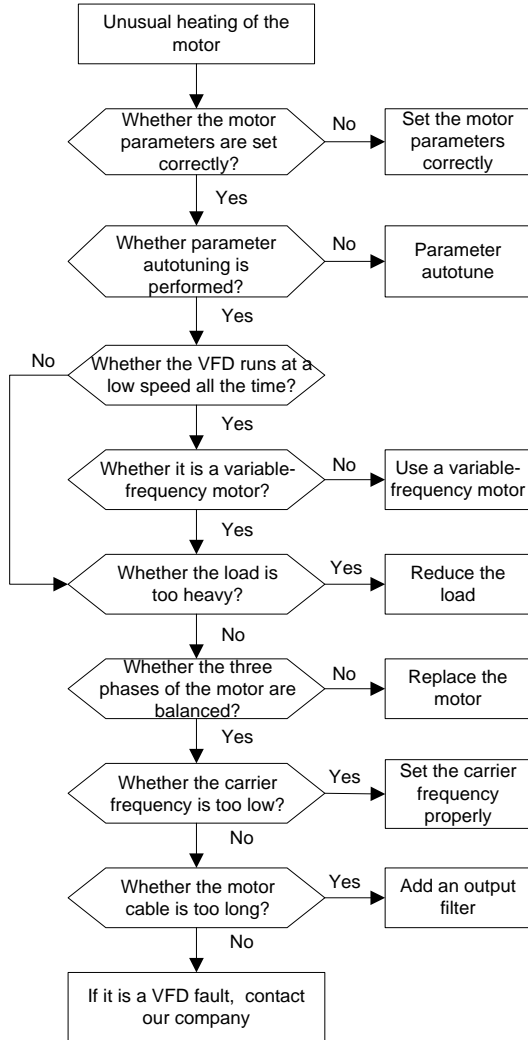 Unusual heating of the
motor
Whether the motor
parameters are set
correctly?
No
Set the motor
parameters
correctly
Yes
Whether parameter
autotuning is
performed?
No
Parameter
autotune
Yes
No
Whether the VFD runs at a
low speed all the time?
Yes
Whether it is a variable-
frequency motor?
No
Use a variable-
frequency motor
Yes
Whether the load is
too heavy?
Yes
Reduce the
load
No
Whether the three
phases of the motor are
balanced?
No
Replace the
motor
Yes
Whether the carrier
frequency is too low?
Yes
Set the carrier
frequency
properly
No
Whether the motor
cable is too long?
Yes
Add an output
filter
No
If it is a VFD fault, contact
our company